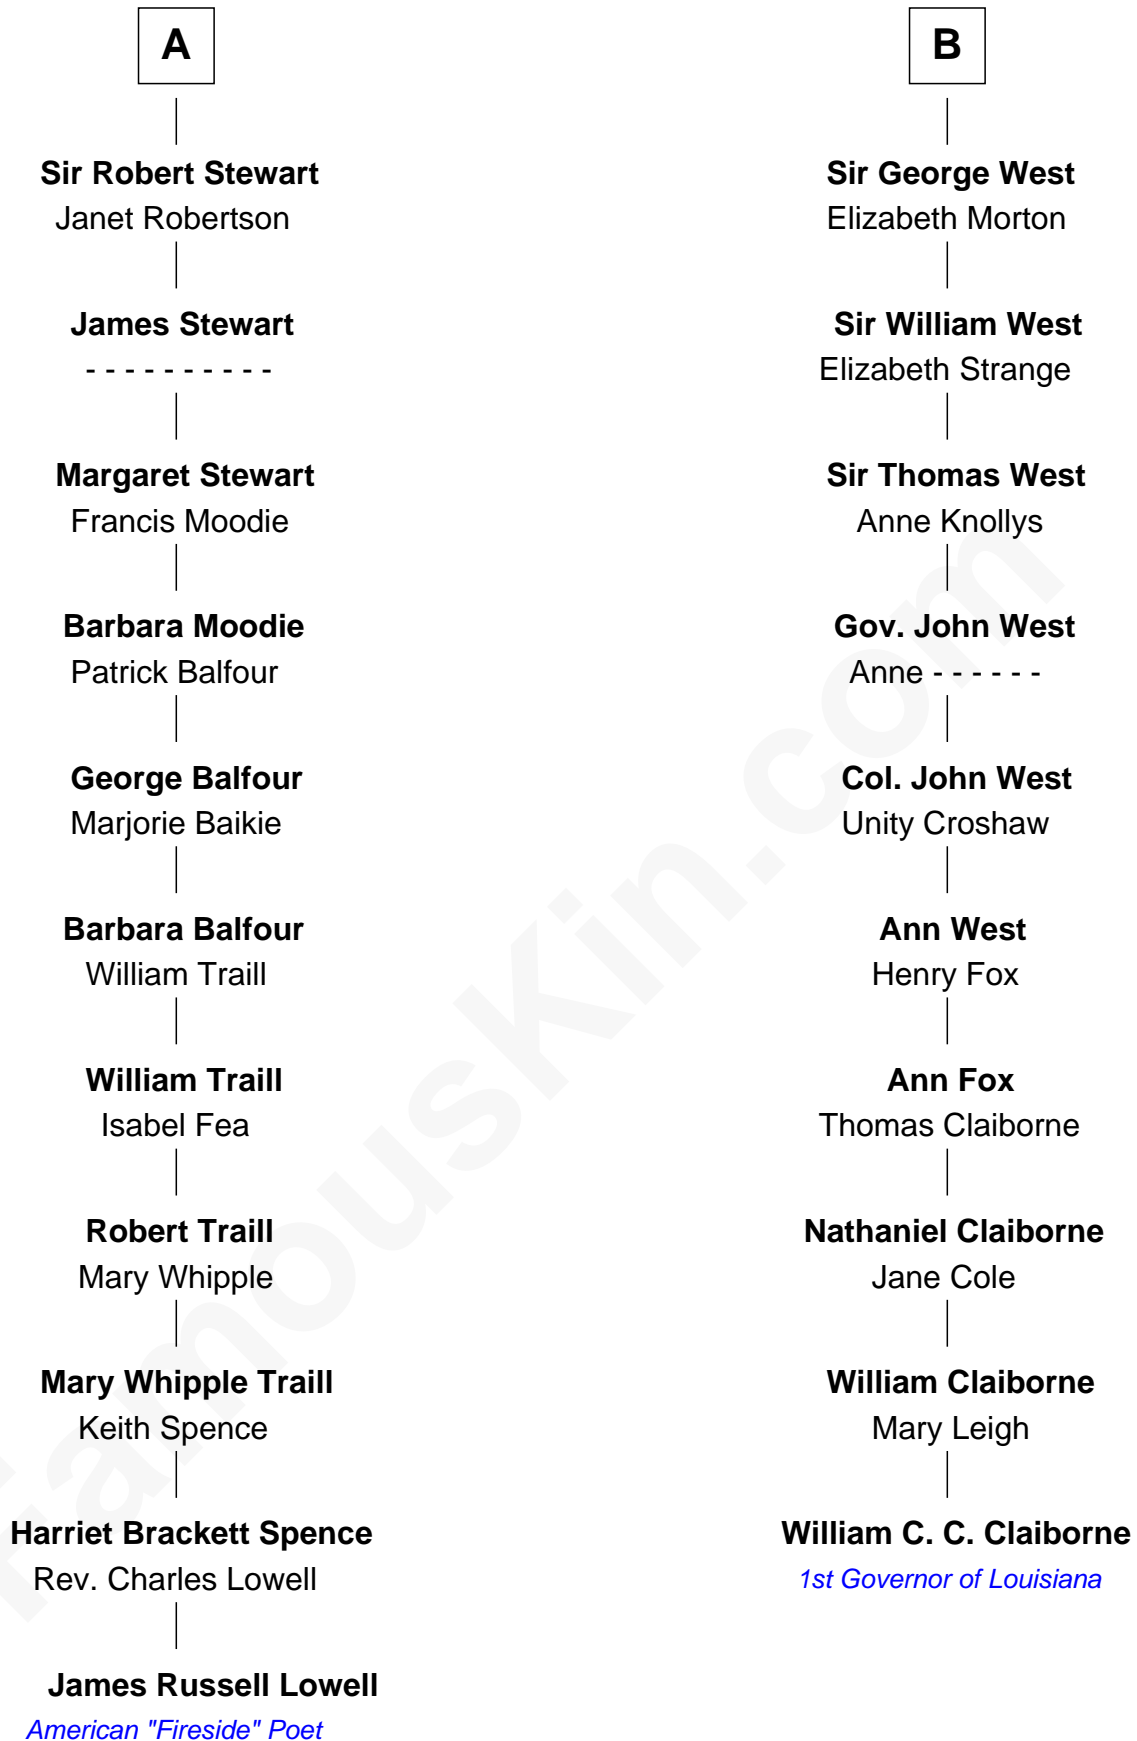 A
Sir Robert Stewart
Janet Robertson
James Stewart
- - - - - - - - - -
Margaret Stewart
Francis Moodie
Barbara Moodie
Patrick Balfour
George Balfour
Marjorie Baikie
Barbara Balfour
William Traill
William Traill
Isabel Fea
Robert Traill
Mary Whipple
Mary Whipple Traill
Keith Spence
Harriet Brackett Spence
Rev. Charles Lowell
James Russell Lowell
American "Fireside" Poet
B
Sir George West
Elizabeth Morton
Sir William West
Elizabeth Strange
Sir Thomas West
Anne Knollys
Gov. John West
Anne - - - - - -
Col. John West
Unity Croshaw
Ann West
Henry Fox
Ann Fox
Thomas Claiborne
Nathaniel Claiborne
Jane Cole
William Claiborne
Mary Leigh
William C. C. Claiborne
1st Governor of Louisiana
famouskin.com